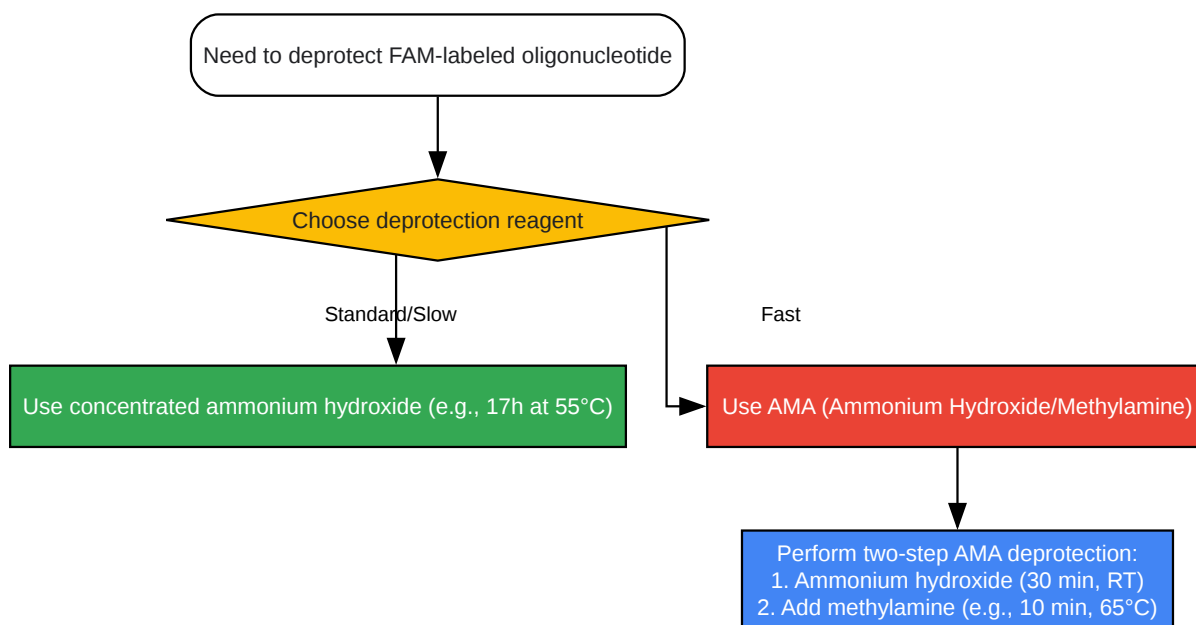 Need to deprotect FAM-labeled oligonucleotide
Choose deprotection reagent
Standard/Slow
Fast
Use concentrated ammonium hydroxide (e.g., 17h at 55°C)
Use AMA (Ammonium Hydroxide/Methylamine)
Perform two-step AMA deprotection:
1. Ammonium hydroxide (30 min, RT)
2. Add methylamine (e.g., 10 min, 65°C)